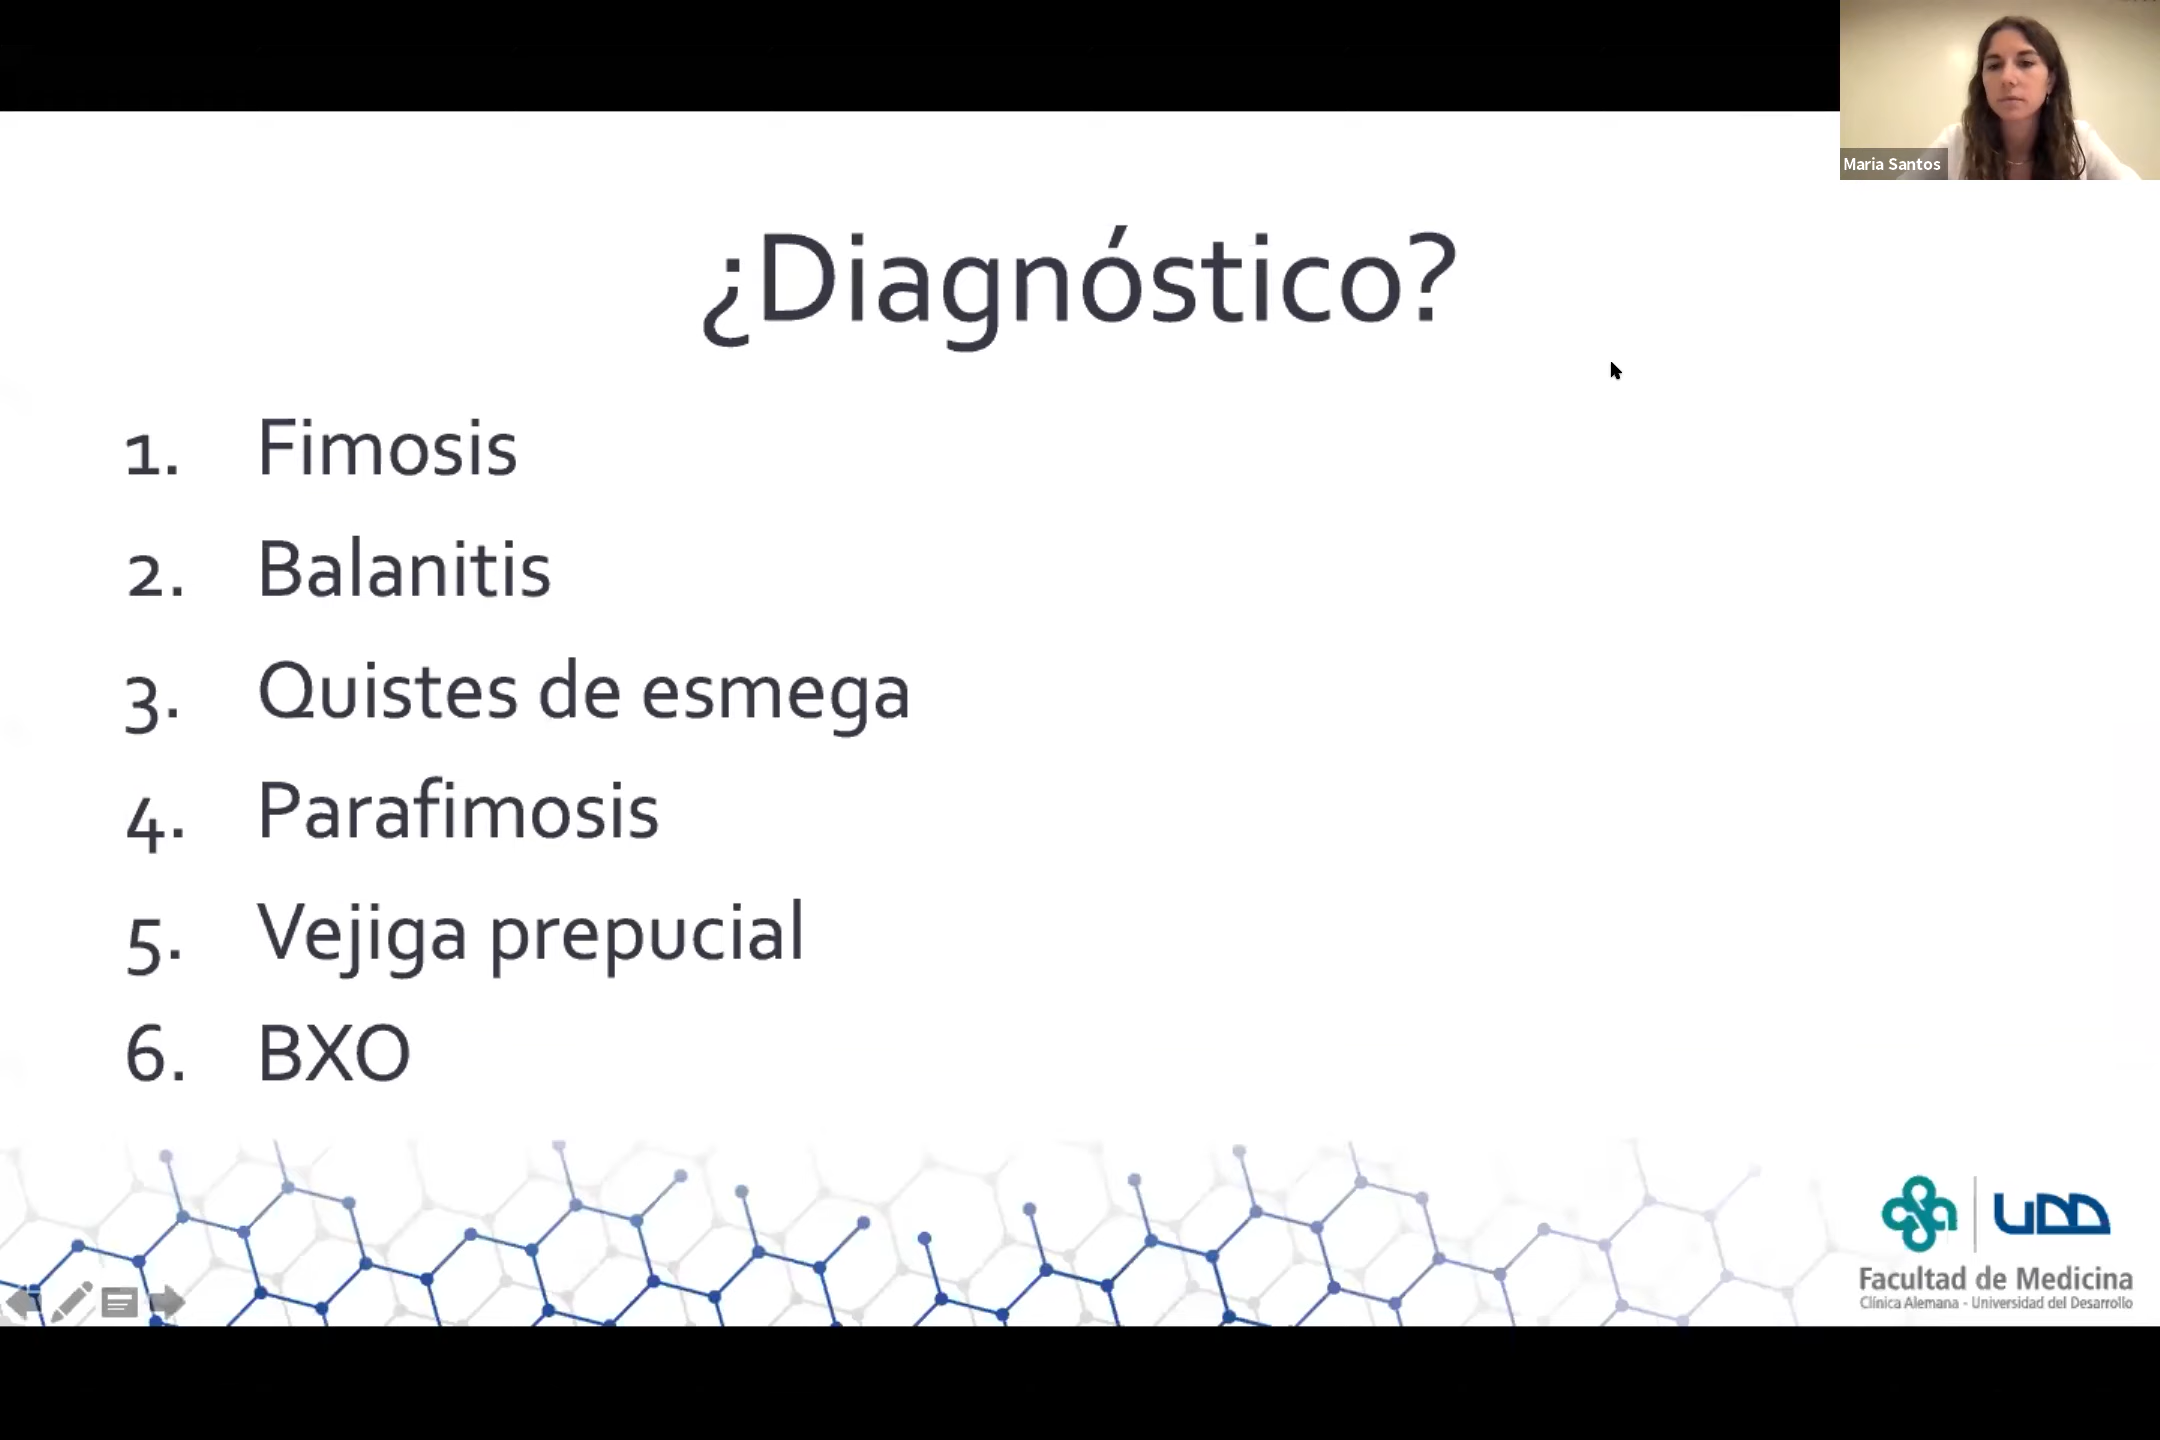 Maria Santos
¿Diagnóstico?
1. Fimosis
2. Balanitis
3. Quistes de esmega
4. Parafimosis
5. Vejiga prepucial
6. BXO
UDD
Facultad de Medicina
Clínica Alemana - Universidad del Desarrollo